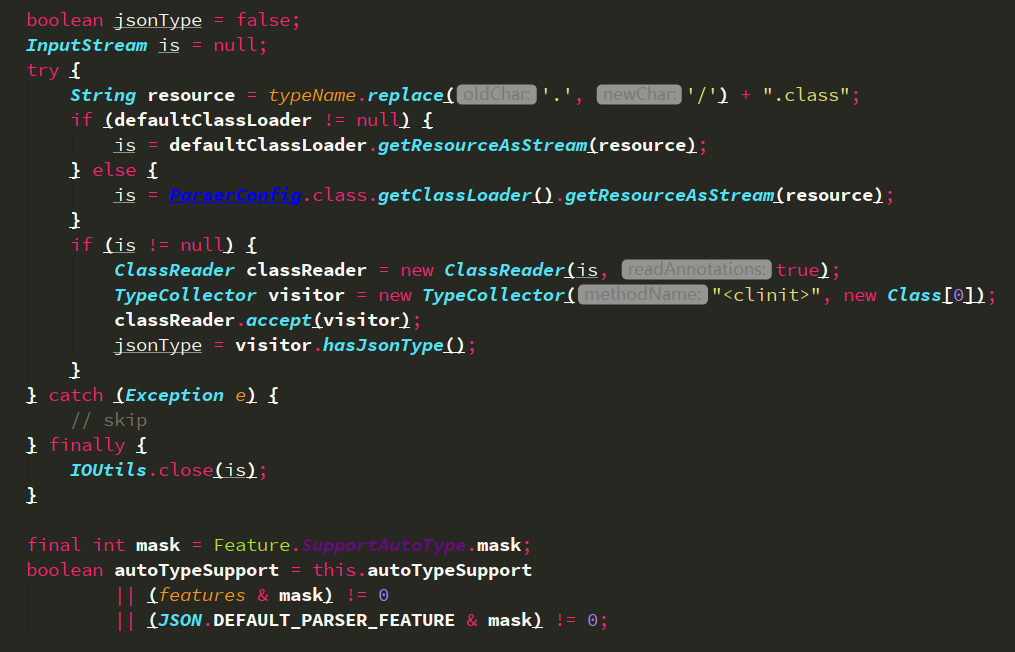 boolean jsonType = false;
InputStream is = null;
try {
    String resource = typeName.replace( oldChar: '.', newChar: '/') + ".class";
    if (defaultClassLoader != null) {
        is = defaultClassLoader.getResourceAsStream(resource);
    } else {
        is = ParserConfig.class.getClassLoader().getResourceAsStream(resource);
    }
    if (is != null) {
        ClassReader classReader = new ClassReader(is, readAnnotations: true);
        TypeCollector visitor = new TypeCollector( methodName: "<clinit>", new Class[0]);
        classReader.accept(visitor);
        jsonType = visitor.hasJsonType();
    }
} catch (Exception e) {
    // skip
} finally {
    IOUtils.close(is);
}

final int mask = Feature.SupportAutoType.mask;
boolean autoTypeSupport = this.autoTypeSupport
        || (features & mask) != 0
        || (JSON.DEFAULT_PARSER_FEATURE & mask) != 0;